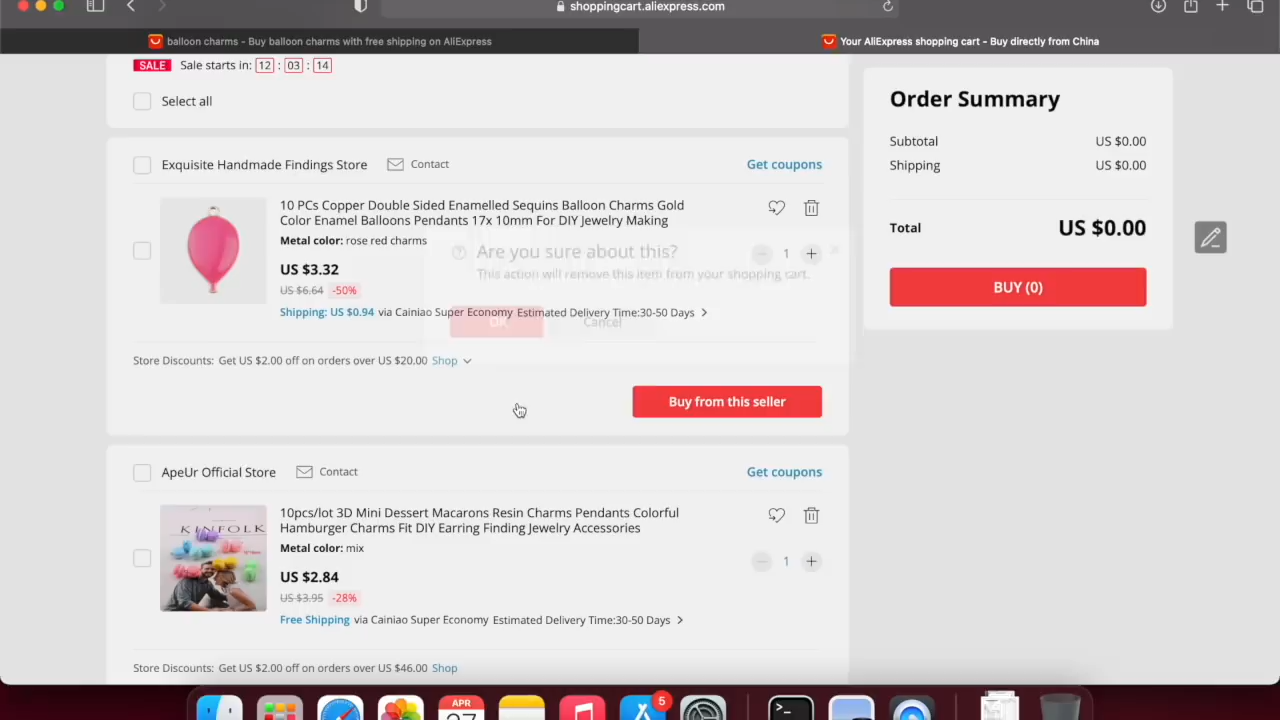 shoppingcart.aliexpress.com
balloon charms - Buy balloon charms with free shipping on AliExpress
Your AliExpress shopping cart – Buy directly from China
SALE Sale starts in: 12 : 03 : 14
Select all
Exquisite Handmade Findings Store Contact Get coupons
10 PCs Copper Double Sided Enamelled Sequins Balloon Charms Gold
Color Enamel Balloons Pendants 17x 10mm For DIY Jewelry Making
Metal color: rose red charms
US $3.32
1
US $6.64 -50%
Shipping: US $0.94 via Cainiao Super Economy Estimated Delivery Time:30-50 Days
Are you sure about this?
This action will remove this item from your shopping cart.
OK Cancel
Store Discounts: Get US $2.00 off on orders over US $20.00 Shop
Buy from this seller
ApeUr Official Store Contact Get coupons
KINFOLK
10pcs/lot 3D Mini Dessert Macarons Resin Charms Pendants Colorful
Hamburger Charms Fit DIY Earring Finding Jewelry Accessories
Metal color: mix
US $2.84
1
US $3.95 -28%
Free Shipping via Cainiao Super Economy Estimated Delivery Time:30-50 Days
Store Discounts: Get US $2.00 off on orders over US $46.00 Shop
Order Summary
Subtotal US $0.00
Shipping US $0.00
Total US $0.00
BUY (0)
APR
27
5